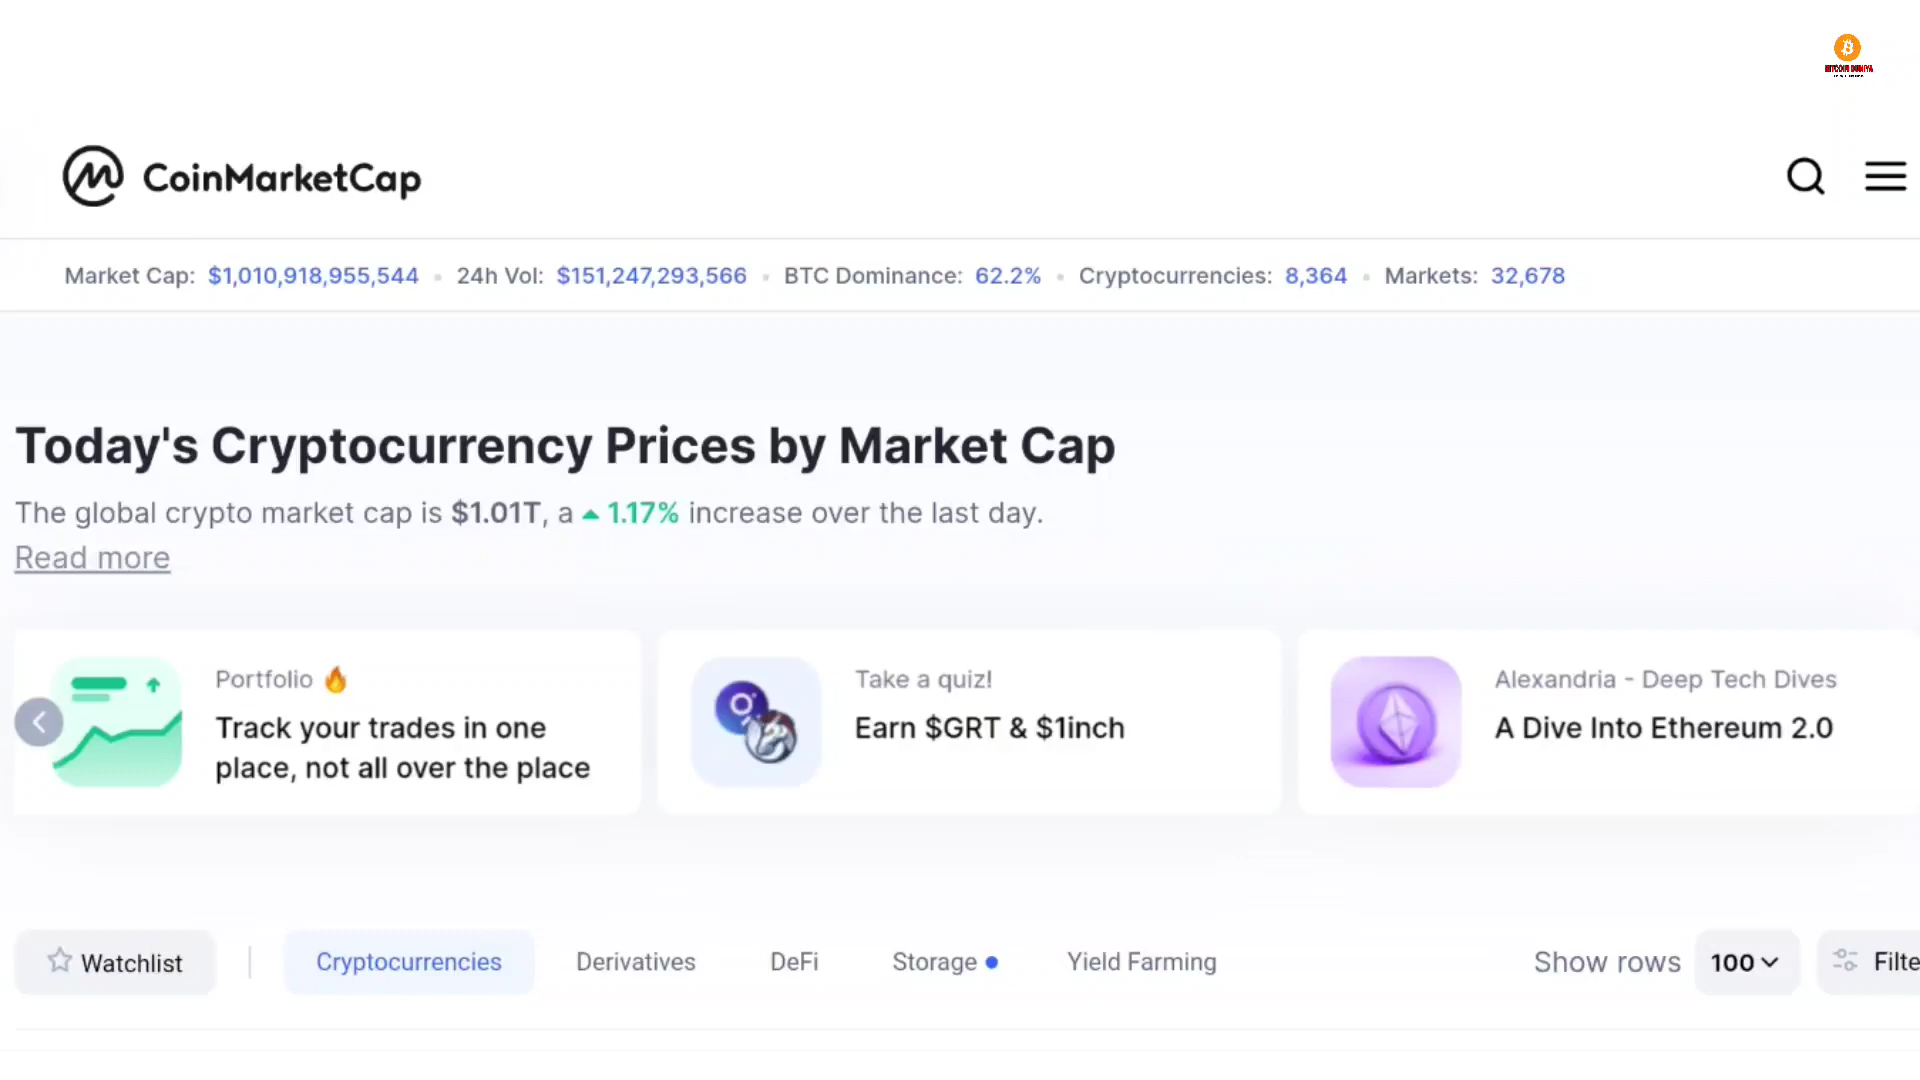 BITCOIN DUNIYA
CoinMarketCap
Market Cap: $1,010,918,955,544 • 24h Vol: $151,247,293,566 • BTC Dominance: 62.2% • Cryptocurrencies: 8,364 • Markets: 32,678
Today's Cryptocurrency Prices by Market Cap
The global crypto market cap is $1.01T, a ▲ 1.17% increase over the last day.
Read more
Portfolio 🔥
Track your trades in one
place, not all over the place
Take a quiz!
Earn $GRT & $1inch
Alexandria - Deep Tech Dives
A Dive Into Ethereum 2.0
Watchlist Cryptocurrencies Derivatives DeFi Storage Yield Farming Show rows 100 Filte